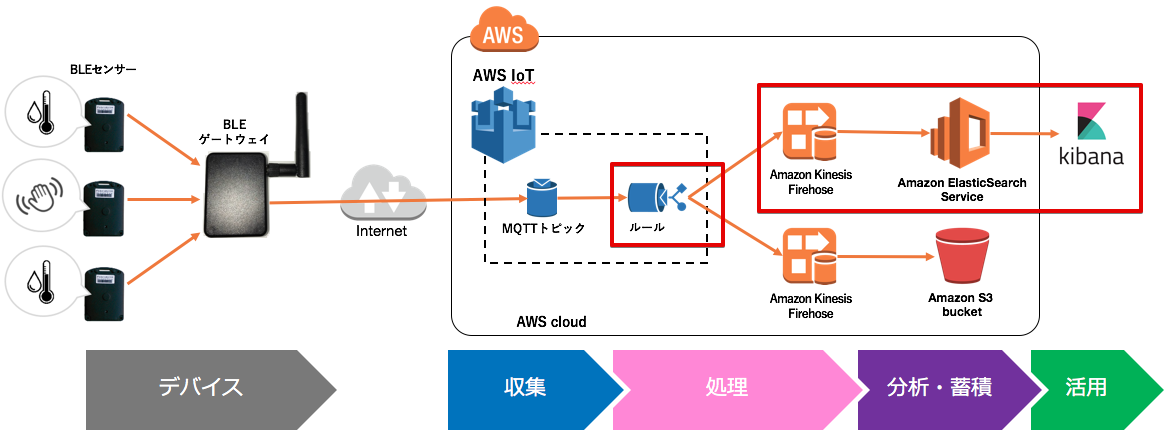 AWS
BLEセンサー
AWS IoT
BLE
ゲートウェイ
kibana
Amazon Kinesis
Firehose
Amazon ElasticSearch
Service
MQTTトピック
ルール
Internet
Amazon Kinesis
Firehose
Amazon S3
bucket
AWS cloud
デバイス
収集
処理
分析・蓄積
活用